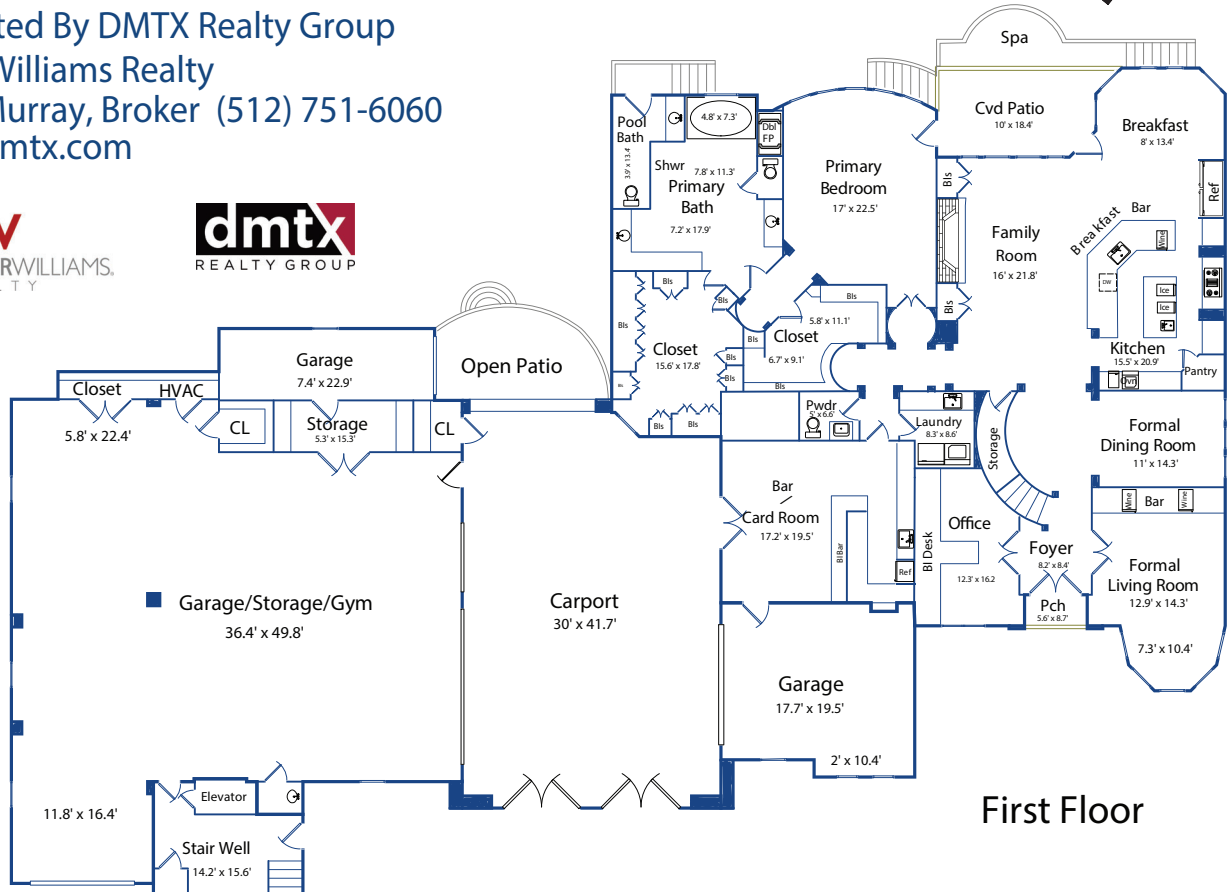 ted By DMTX Realty Group
Williams Realty
Murray, Broker (512) 751-6060
mtx.com
RWILLIAMS.
L T Y
dmtx
REALTY GROUP
Spa
Cvd Patio
10' x 18.4'
Breakfast
8' x 13.4'
Pool
Bath
3.9' x 13.4'
4.8' x 7.3'
Dbl
FP
Shwr
7.8' x 11.3'
Primary
Bath
7.2' x 17.9'
Primary
Bedroom
17' x 22.5'
Bls
Bls
Family
Room
16' x 21.8'
Breakfast
Bar
Wine
Ref
DW
Ice
Ice
Kitchen
15.5' x 20.9'
Ovn
Pantry
Bls
Bls
Bls
Bls
Bls
Bls
Bls
Bls
Bls
Closet
15.6' x 17.8'
Bls
Bls
5.8' x 11.1'
Closet
6.7' x 9.1'
Bls
Garage
7.4' x 22.9'
Open Patio
Closet
5.8' x 22.4'
HVAC
CL
Storage
5.3' x 15.3'
CL
Pwdr
5' x 6.6'
Laundry
8.3' x 8.6'
Storage
Formal
Dining Room
11' x 14.3'
Wine
Bar
Wine
Bar
/
Card Room
17.2' x 19.5'
BI Bar
Ref
BI Desk
Office
12.3' x 16.2
Foyer
8.2' x 8.4'
Pch
5.6' x 8.7'
Formal
Living Room
12.9' x 14.3'
7.3' x 10.4'
Garage/Storage/Gym
36.4' x 49.8'
Carport
30' x 41.7'
Garage
17.7' x 19.5'
2' x 10.4'
11.8' x 16.4'
Elevator
Stair Well
14.2' x 15.6'
First Floor